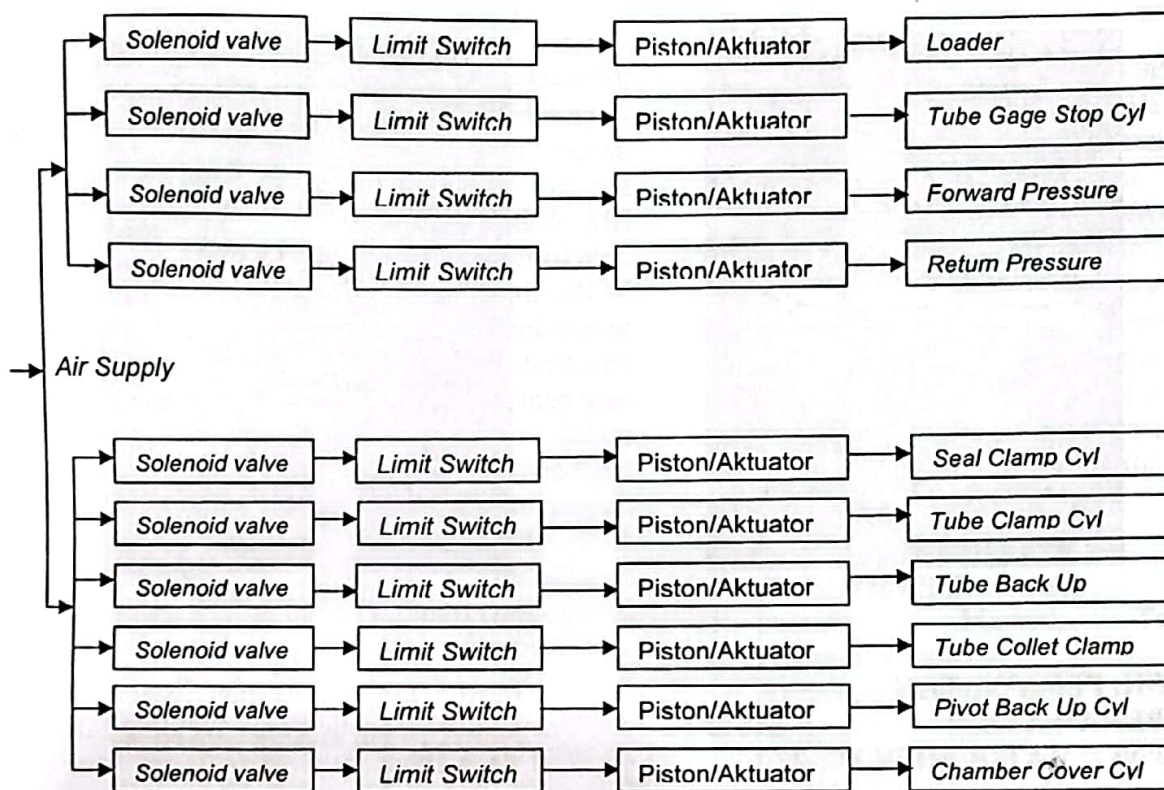 Solenoid valve Limit Switch Piston/Aktuator Loader
Solenoid valve Limit Switch Piston/Aktuator Tube Gage Stop Cyl
Solenoid valve Limit Switch Piston/Aktuator Forward Pressure
Solenoid valve Limit Switch Piston/Aktuator Return Pressure
Air Supply
Solenoid valve Limit Switch Piston/Aktuator Seal Clamp Cyl
Solenoid valve Limit Switch Piston/Aktuator Tube Clamp Cyl
Solenoid valve Limit Switch Piston/Aktuator Tube Back Up
Solenoid valve Limit Switch Piston/Aktuator Tube Collet Clamp
Solenoid valve Limit Switch Piston/Aktuator Pivot Back Up Cyl
Solenoid valve Limit Switch Piston/Aktuator Chamber Cover Cyl